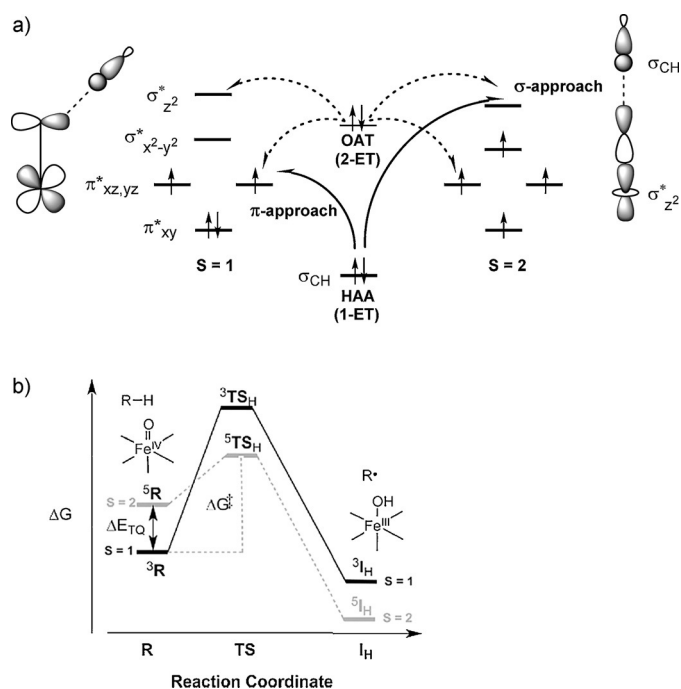 a)
σ*z²
σ*x²-y²
π*xz,yz
π*xy
S = 1
π-approach
OAT
(2-ET)
σCH
HAA
(1-ET)
σ-approach
S = 2
σCH
σ*z²
b)
ΔG
R–H
O
FeIV
5R
S = 2
ΔETQ
S = 1
3R
3TSH
5TSH
ΔG‡
R•
OH
FeIII
3IH
S = 1
5IH
S = 2
R
TS
IH
Reaction Coordinate